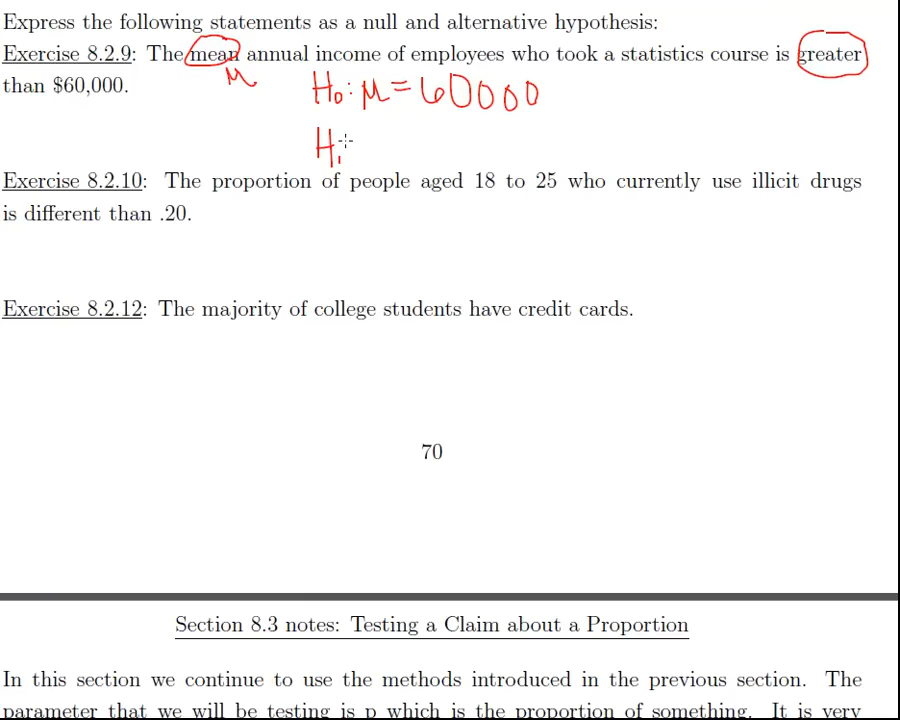 Express the following statements as a null and alternative hypothesis:
Exercise 8.2.9: The mean annual income of employees who took a statistics course is greater
than $60,000.
μ
H₀: μ = 60000
H₁
Exercise 8.2.10: The proportion of people aged 18 to 25 who currently use illicit drugs
is different than .20.
Exercise 8.2.12: The majority of college students have credit cards.
70
Section 8.3 notes: Testing a Claim about a Proportion
In this section we continue to use the methods introduced in the previous section. The
parameter that we will be testing is p which is the proportion of something. It is very